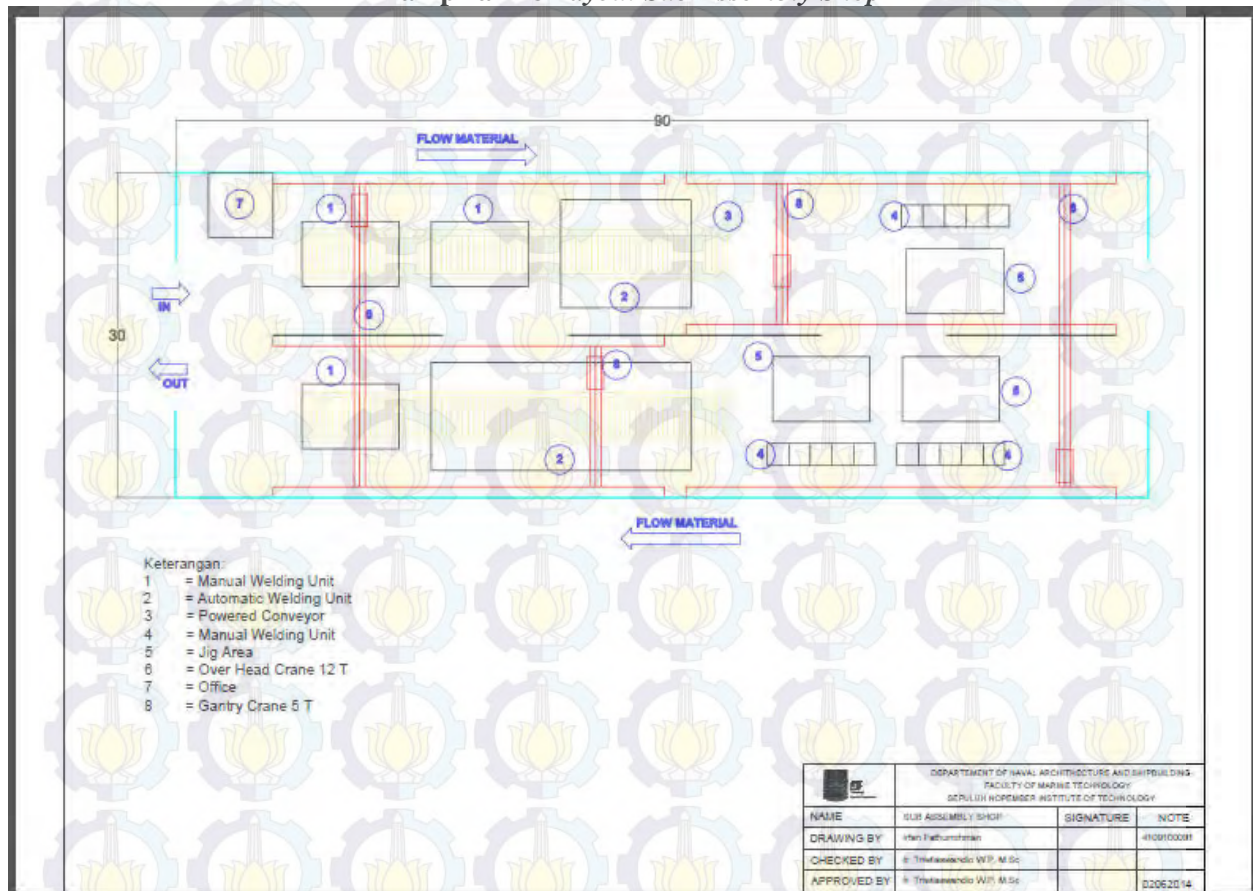 90
FLOW MATERIAL
7
1
1
3
8
4
6
2
5
IN
6
30
OUT
1
8
5
5
2
4
4
FLOW MATERIAL
Keterangan:
1 = Manual Welding Unit
2 = Automatic Welding Unit
3 = Powered Conveyor
4 = Manual Welding Unit
5 = Jig Area
6 = Over Head Crane 12 T
7 = Office
8 = Gantry Crane 5 T
DEPARTEMENT OF NAVAL ARCHITECTURE AND SHIPBUILDING
FACULTY OF MARINE TECHNOLOGY
SEPULUH NOPEMBER INSTITUTE OF TECHNOLOGY
NAME SUB ASSEMBLY SHOP SIGNATURE NOTE
DRAWING BY 4109100091
CHECKED BY
APPROVED BY 02062014